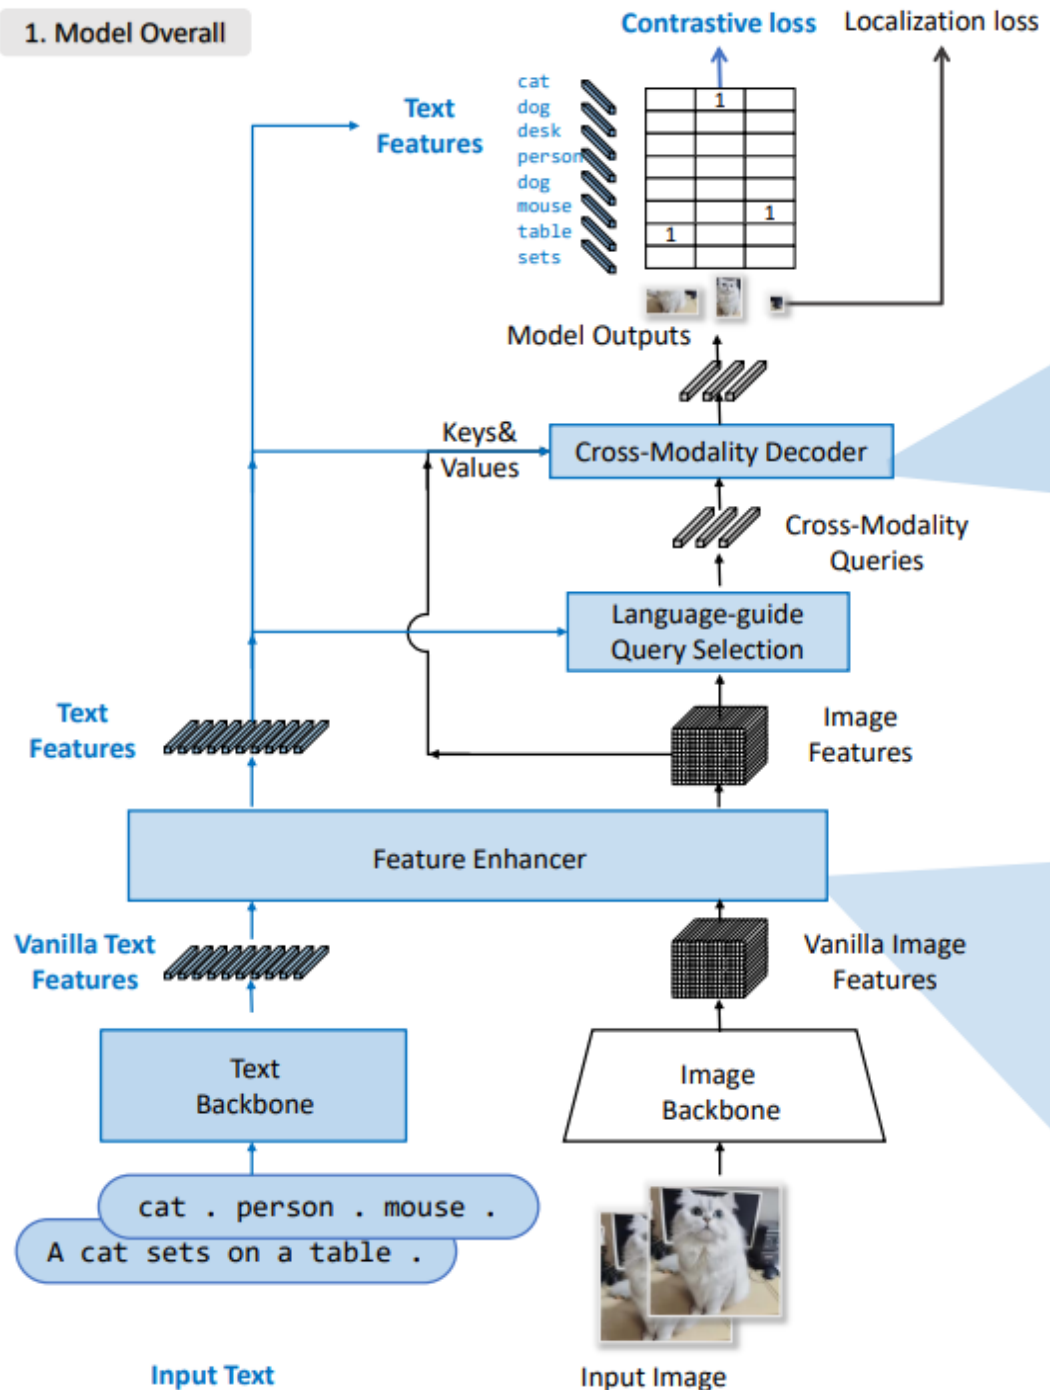 1. Model Overall
Contrastive loss
Localization loss
Text
Features
cat
dog
desk
person
dog
mouse
table
sets
1
1
1
Model Outputs
Keys&
Values
Cross-Modality Decoder
Cross-Modality
Queries
Language-guide
Query Selection
Text
Features
Image
Features
Feature Enhancer
Vanilla Text
Features
Vanilla Image
Features
Text
Backbone
Image
Backbone
cat . person . mouse .
A cat sets on a table .
Input Text
Input Image